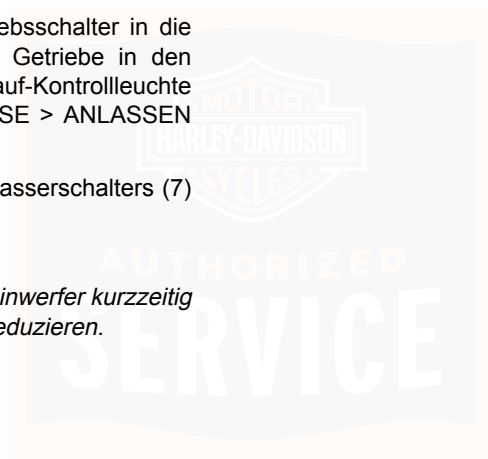 ebsschalter in die
Getriebe in den
auf-Kontrollleuchte
SE > ANLASSEN
asserschalters (7)
inwerfer kurzzeitig
eduzieren.
MOTOR
HARLEY-DAVIDSON
CYCLES
AUTHORIZED
SERVICE